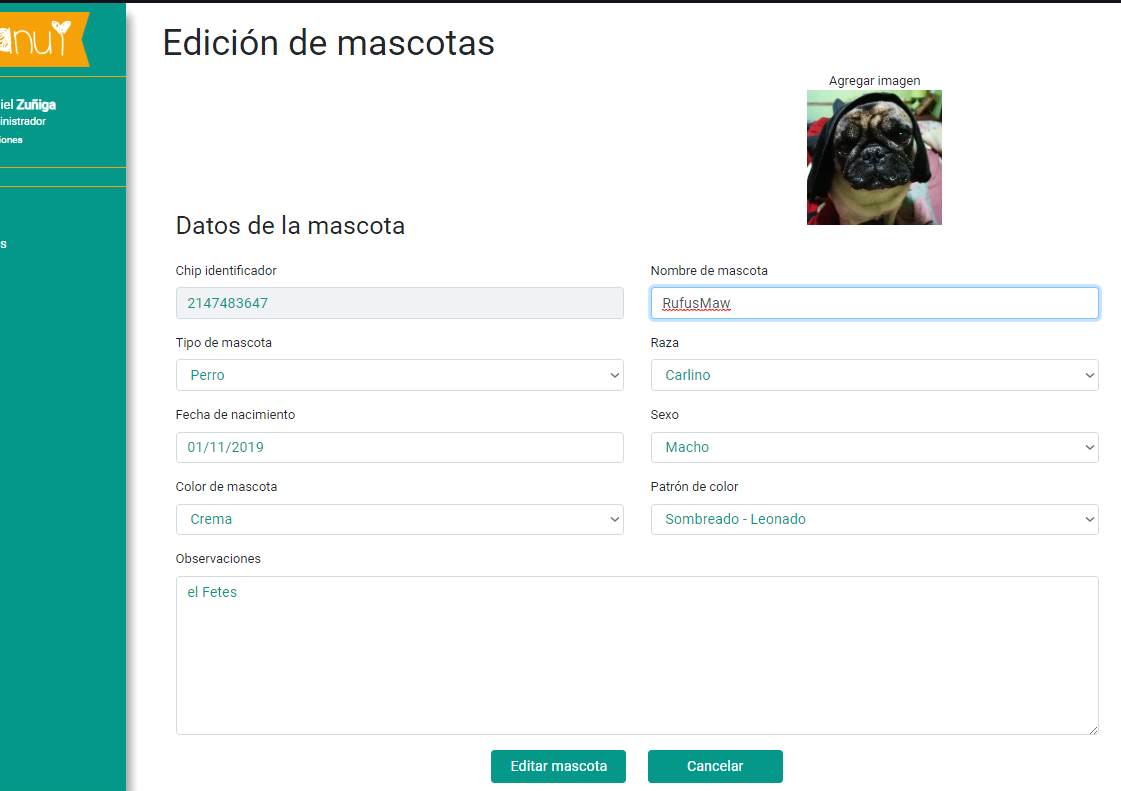 anuy
Edición de mascotas
Agregar imagen
iel Zuñiga
inistrador
iones
s
Datos de la mascota
Chip identificador
2147483647
Nombre de mascota
RufusMaw
Tipo de mascota
Perro
Raza
Carlino
Fecha de nacimiento
01/11/2019
Sexo
Macho
Color de mascota
Crema
Patrón de color
Sombreado - Leonado
Observaciones
el Fetes
Editar mascota
Cancelar